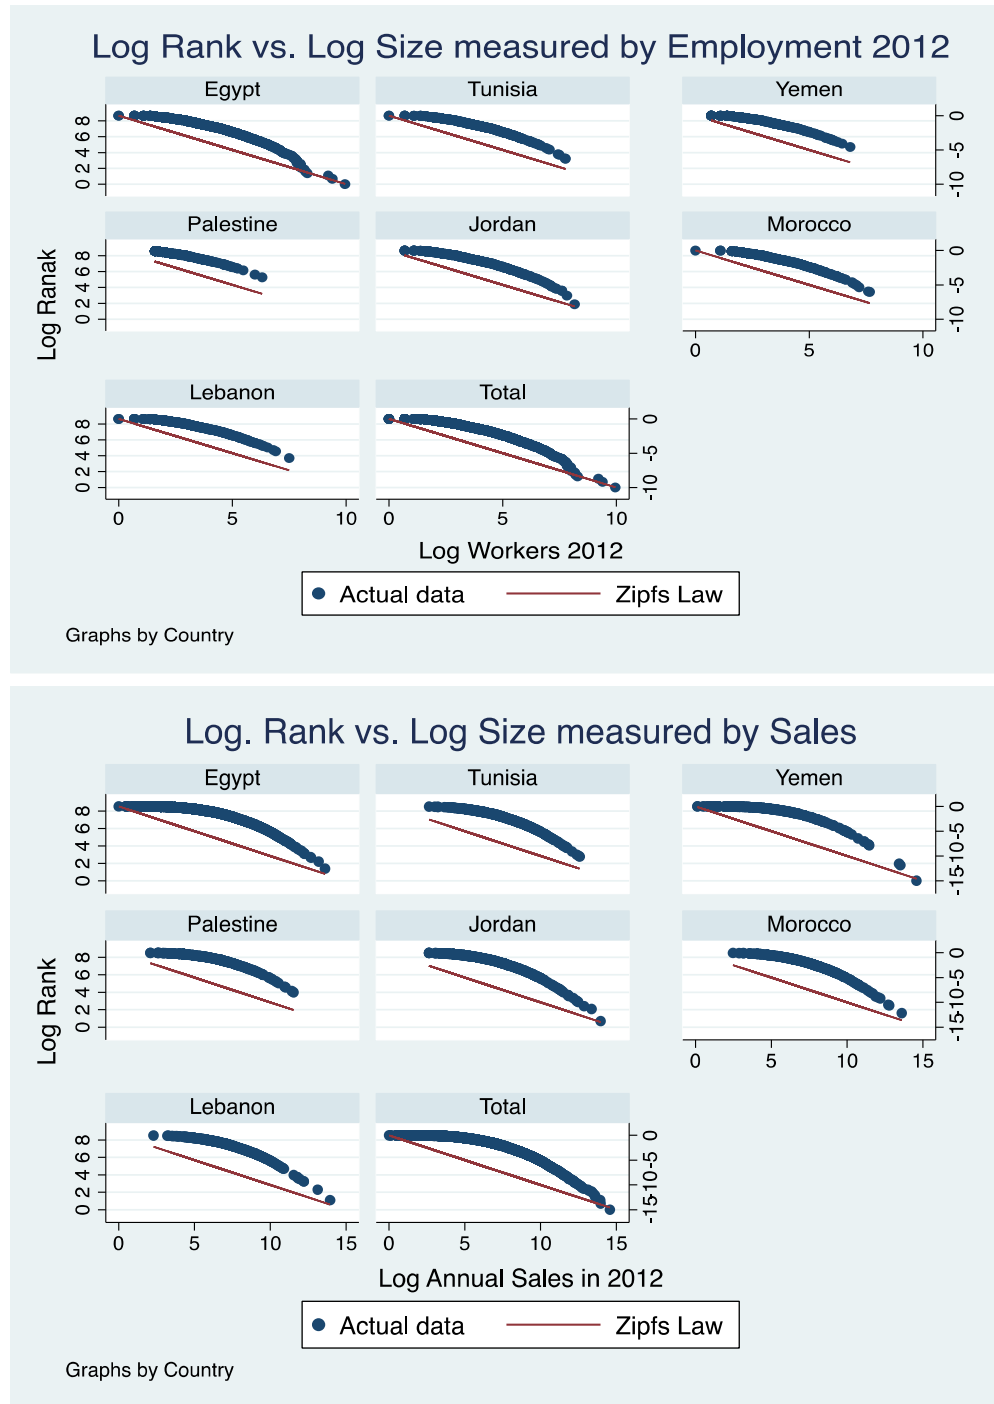 Log Rank vs. Log Size measured by Employment 2012
Egypt
Tunisia
Yemen
0 2 4 6 8
-10 -5 0
Palestine
Jordan
Morocco
0 2 4 6 8
-10 -5 0
0 5 10
Log Ranak
Lebanon
Total
0 2 4 6 8
-10 -5 0
0 5 10
0 5 10
Log Workers 2012
Actual data
Zipfs Law
Graphs by Country
Log. Rank vs. Log Size measured by Sales
Egypt
Tunisia
Yemen
0 2 4 6 8
-15 -10 -5 0
Palestine
Jordan
Morocco
0 2 4 6 8
-15 -10 -5 0
0 5 10 15
Log Rank
Lebanon
Total
0 2 4 6 8
-15 -10 -5 0
0 5 10 15
0 5 10 15
Log Annual Sales in 2012
Actual data
Zipfs Law
Graphs by Country